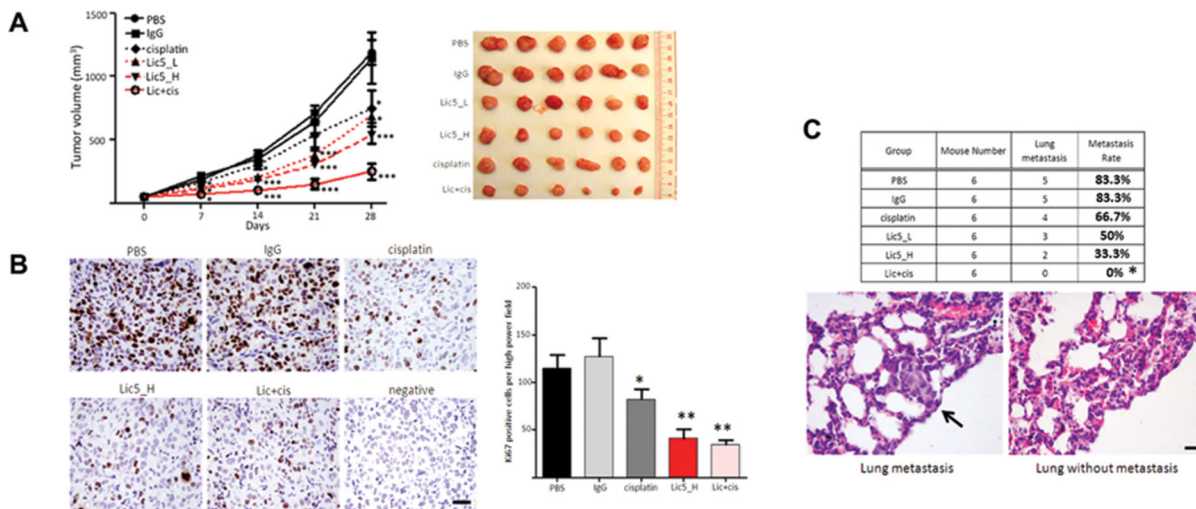 A
Tumor volume (mm³)
1500
1000
500
0
7
14
21
28
Days
PBS
IgG
cisplatin
Lic5_L
Lic5_H
Lic+cis
*
*
***
***
***
***
***
***
*
PBS
IgG
Lic5_L
Lic5_H
cisplatin
Lic+cis
B
PBS
IgG
cisplatin
Lic5_H
Lic+cis
negative
Ki67 positive cells per high power field
200
150
100
50
*
**
**
PBS
IgG
cisplatin
Lic5_H
Lic+cis
C
Group Mouse Number Lung metastasis Metastasis Rate
PBS 6 5 83.3%
IgG 6 5 83.3%
cisplatin 6 4 66.7%
Lic5_L 6 3 50%
Lic5_H 6 2 33.3%
Lic+cis 6 0 0% *
Lung metastasis
Lung without metastasis